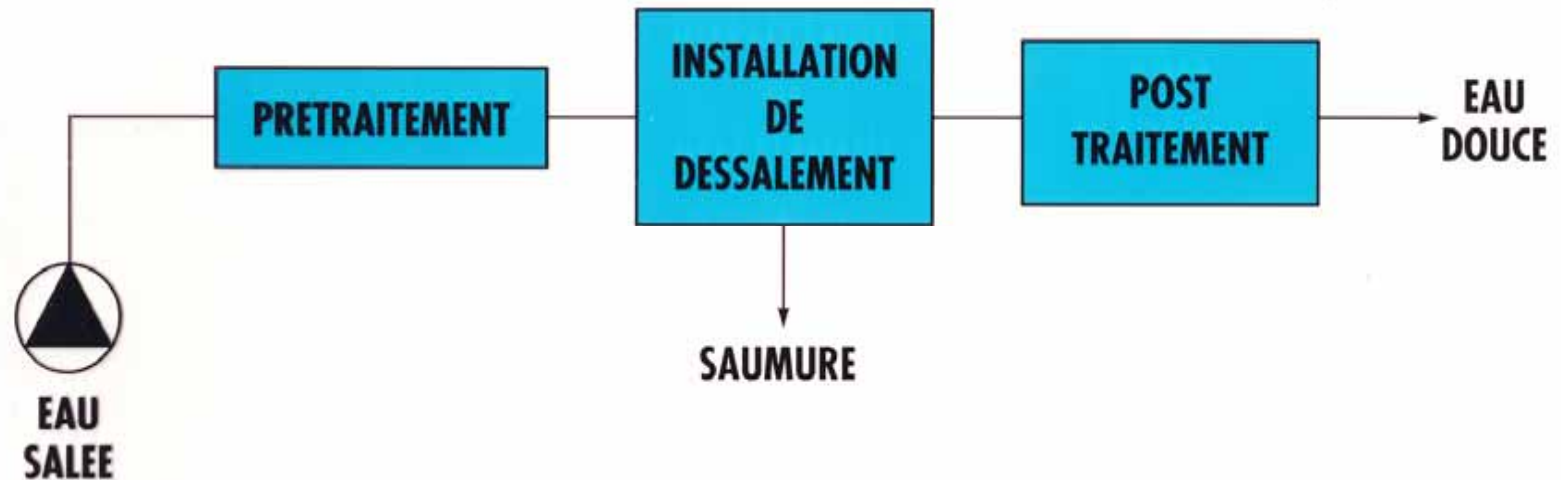 EAU
SALEE
PRETRAITEMENT
INSTALLATION
DE
DESSALEMENT
SAUMURE
POST
TRAITEMENT
EAU
DOUCE